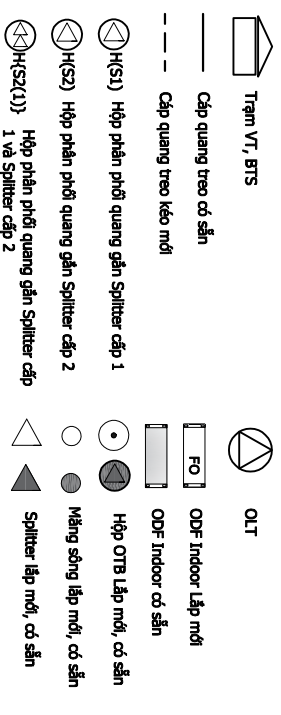 Trạm VT, BTS
Cáp quang treo có sẵn
Cáp quang treo kéo mới
H(S1) Hộp phân phối quang gắn Splitter cấp 1
H(S2) Hộp phân phối quang gắn Splitter cấp 2
H{S2(1)} Hộp phân phối quang gắn Splitter cấp
1 và Splitter cấp 2
OLT
FO ODF Indoor Lắp mới
ODF Indoor có sẵn
Hộp OTB Lắp mới, có sẵn
Măng sông lắp mới, có sẵn
Splitter lắp mới, có sẵn